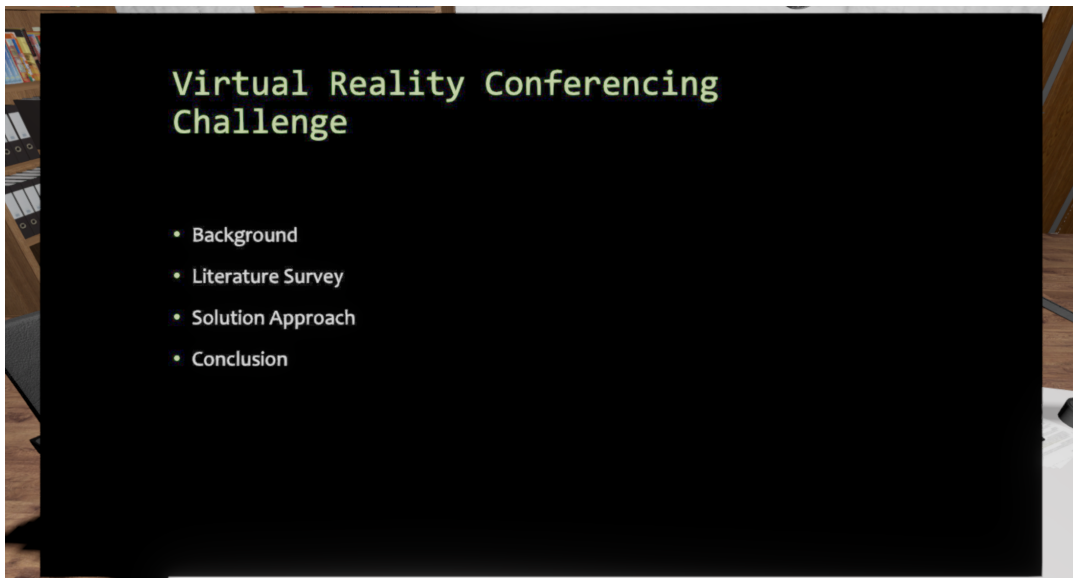 Virtual Reality Conferencing
Challenge
• Background
• Literature Survey
• Solution Approach
• Conclusion